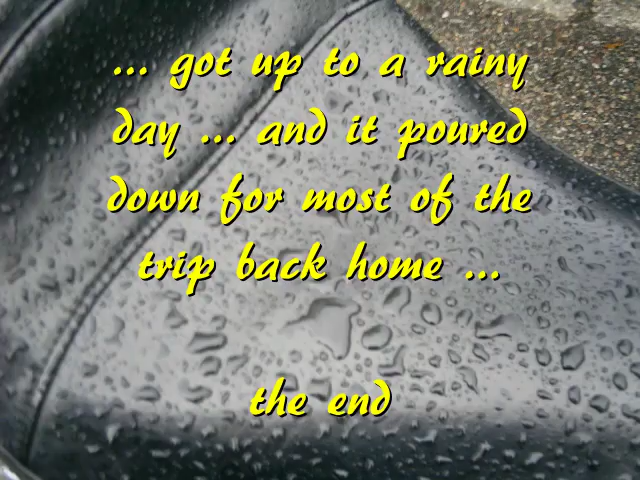 ... got up to a rainy
day ... and it poured
down for most of the
trip back home ...
the end